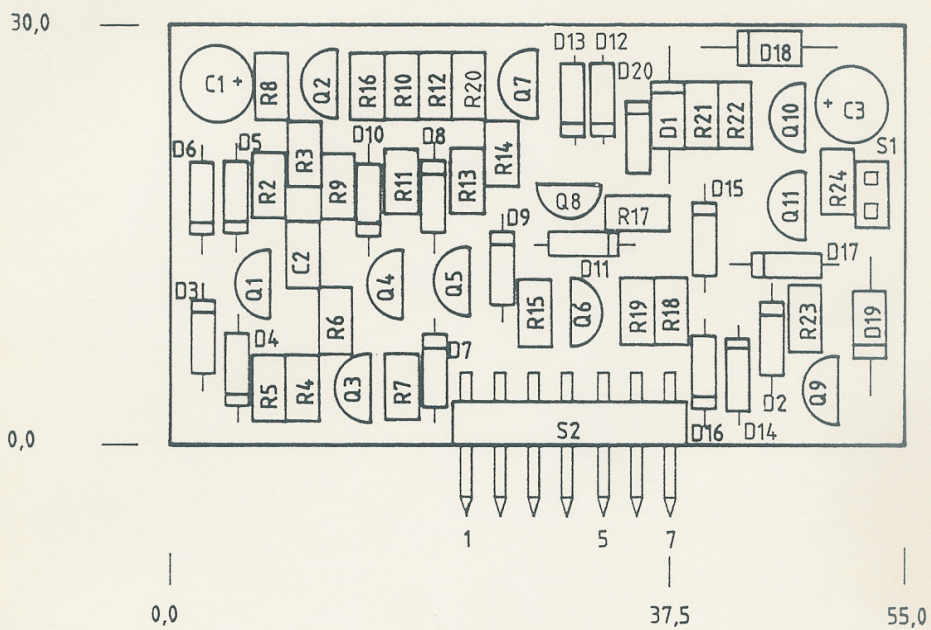 30,0
D13 D12
D18
C1 +
R8
Q2
R16
R10
R12
R20
Q7
D20
D1
R21
R22
Q10
+ C3
D6
D5
R3
D10
D8
R14
S1
R2
R9
R11
R13
Q8
R17
D15
Q11
R24
D9
C2
D11
D17
Q1
Q4
Q5
D3
R15
Q6
R19
R18
R23
D19
D4
R6
D7
R5
R4
Q3
R7
D2
Q9
0,0
S2
D16
D14
1 5 7
0,0 37,5 55,0